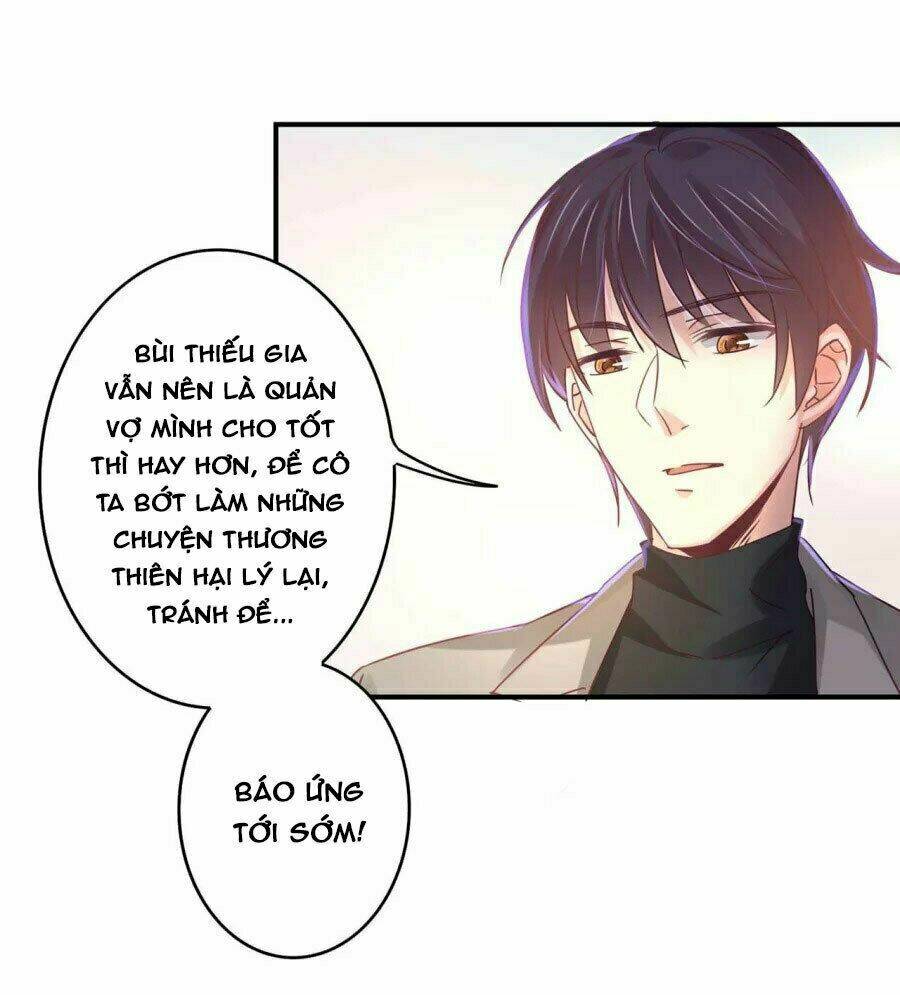 BÙI THIẾU GIA
VẪN NÊN LÀ QUẢN
VỢ MÌNH CHO TỐT
THÌ HAY HƠN, ĐỂ CÔ
TA BỚT LÀM NHỮNG
CHUYỆN THƯƠNG
THIÊN HẠI LÝ LẠI,
TRÁNH ĐỂ...
BÁO ỨNG
TỚI SỚM!